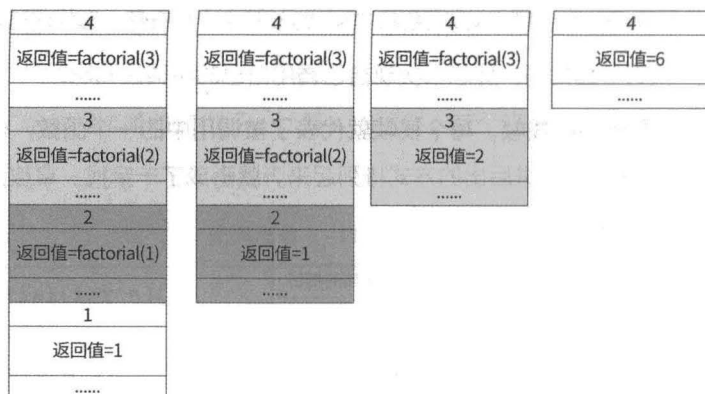 4
返回值=factorial(3)
......
3
返回值=factorial(2)
......
2
返回值=factorial(1)
......
1
返回值=1
......
4
返回值=factorial(3)
......
3
返回值=factorial(2)
......
2
返回值=1
......
4
返回值=factorial(3)
......
3
返回值=2
......
4
返回值=6
......